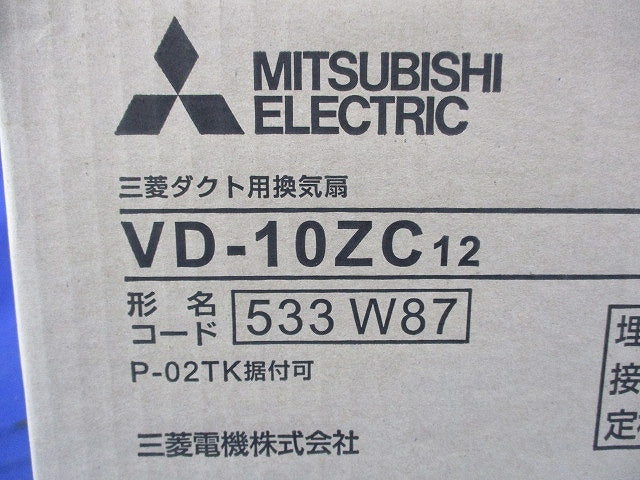 MITSUBISHI
ELECTRIC
三菱ダクト用換気扇
VD-10ZC12
形名
コード
533 W87
P-02TK据付可
三菱電機株式会社
埋
接
定